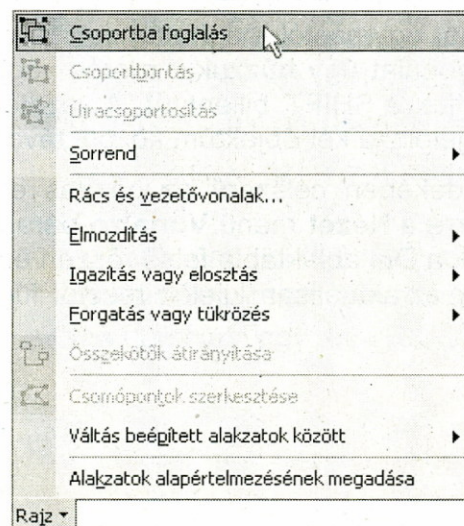 Csoportba foglalás
Csoportbontás
Újracsoportosítás
Sorrend
Rács és vezetővonalak...
Elmozdítás
Igazítás vagy elosztás
Forgatás vagy tükrözés
Összekötők átirányítása
Csomópontok szerkesztése
Váltás beépített alakzatok között
Alakzatok alapértelmezésének megadása
Rajz